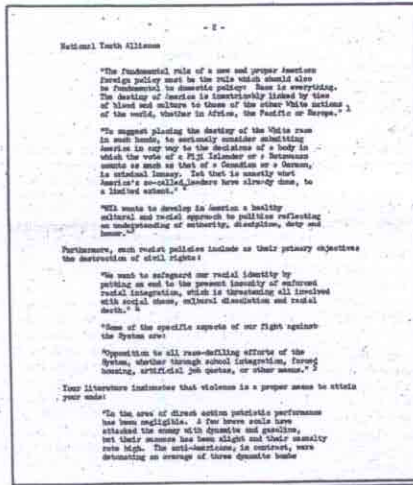 - 2 -
National Youth Alliance
"The fundamental rule of a new and proper American
foreign policy must be the rule which should also
be fundamental to domestic policy: Race is everything.
The destiny of America is inextricably linked by ties
of blood and culture to those of the other White nations
of the world, whether in Africa, the Pacific or Europe."
"To suggest placing the destiny of the White race
in such hands, to seriously consider submitting
America in any way to the decisions of a body in
which the vote of a Fiji Islander or a Botswanan
counts as much as that of a Canadian or a German,
is criminal lunacy. Yet that is exactly what
America's so-called leaders have already done, to
a limited extent."
"NYA wants to develop in America a healthy
cultural and racial approach to politics reflecting
an understanding of authority, discipline, duty and
honor."
Furthermore, such racist policies include as their primary objectives
the destruction of civil rights:
"We want to safeguard our racial identity by
putting an end to the present insanity of enforced
racial integration, which is threatening all involved
with social chaos, cultural dissolution and racial
death."
"Some of the specific aspects of our fight against
the System are:
"Opposition to all race-defiling efforts of the
System, whether through school integration, forced
housing, artificial job quotas, or other means."
Your literature insinuates that violence is a proper means to attain
your ends:
"In the area of direct action patriotic performance
has been negligible. A few brave souls have
attacked the enemy with dynamite and gasoline,
but their success has been slight and their casualty
rate high. The anti-Americans, in contrast, were
detonating an average of three dynamite bombs